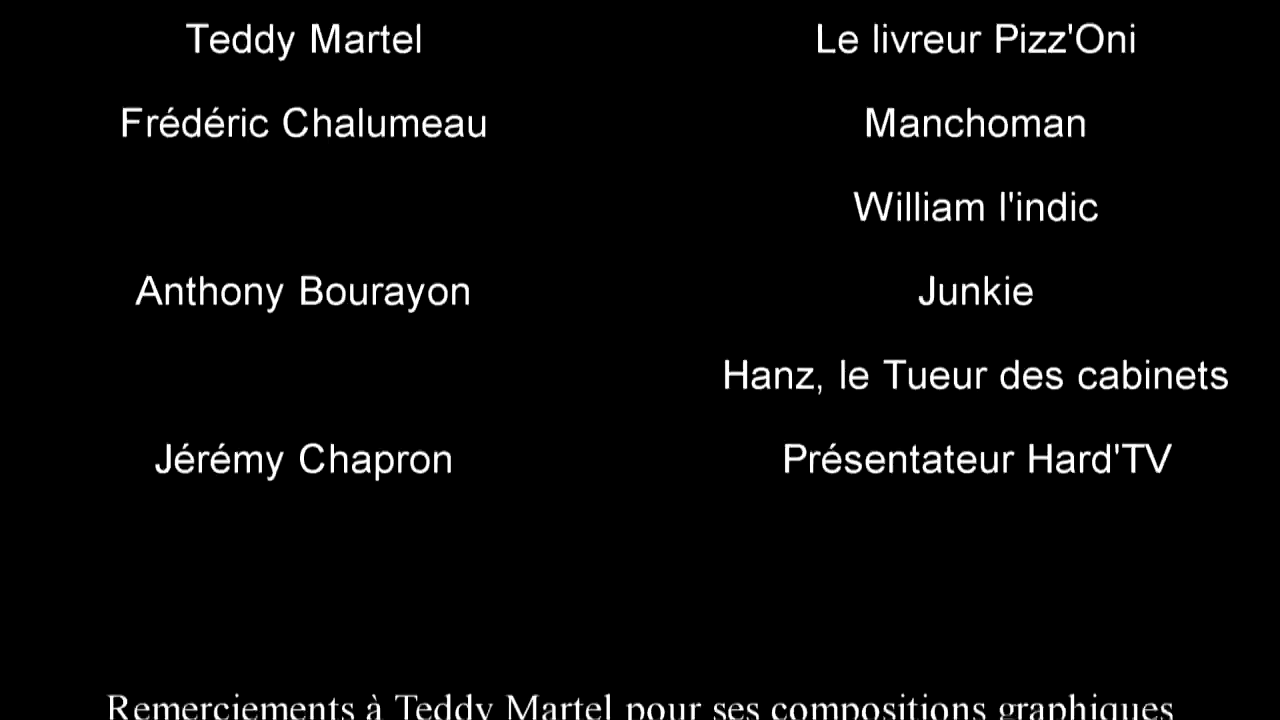 Teddy Martel Le livreur Pizz'Oni
Frédéric Chalumeau Manchoman
William l'indic
Anthony Bourayon Junkie
Hanz, le Tueur des cabinets
Jérémy Chapron Présentateur Hard'TV
Remerciements à Teddy Martel pour ses compositions graphiques